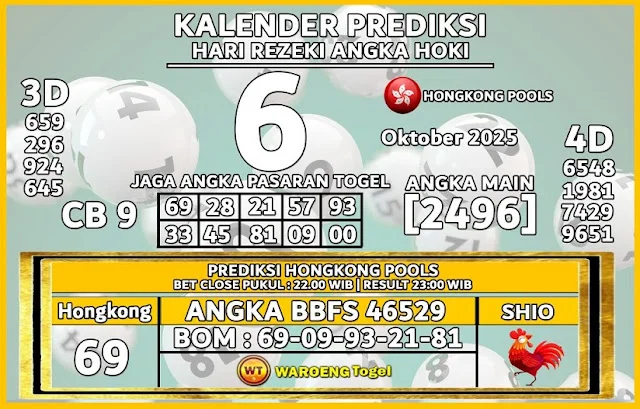 KALENDER PREDIKSI
HARI REZEKI ANGKA HOKI
3D
659
296
924
645
6
HONGKONG POOLS
Oktober 2025
4D
6548
1981
7429
9651
JAGA ANGKA PASARAN TOGEL
CB 9
69 28 21 57 93
33 45 81 09 00
ANGKA MAIN
[2496]
PREDIKSI HONGKONG POOLS
BET CLOSE PUKUL : 22.00 WIB | RESULT 23:00 WIB
Hongkong
69
ANGKA BBFS 46529
BOM : 69-09-93-21-81
SHIO
WT WAROENG Togel